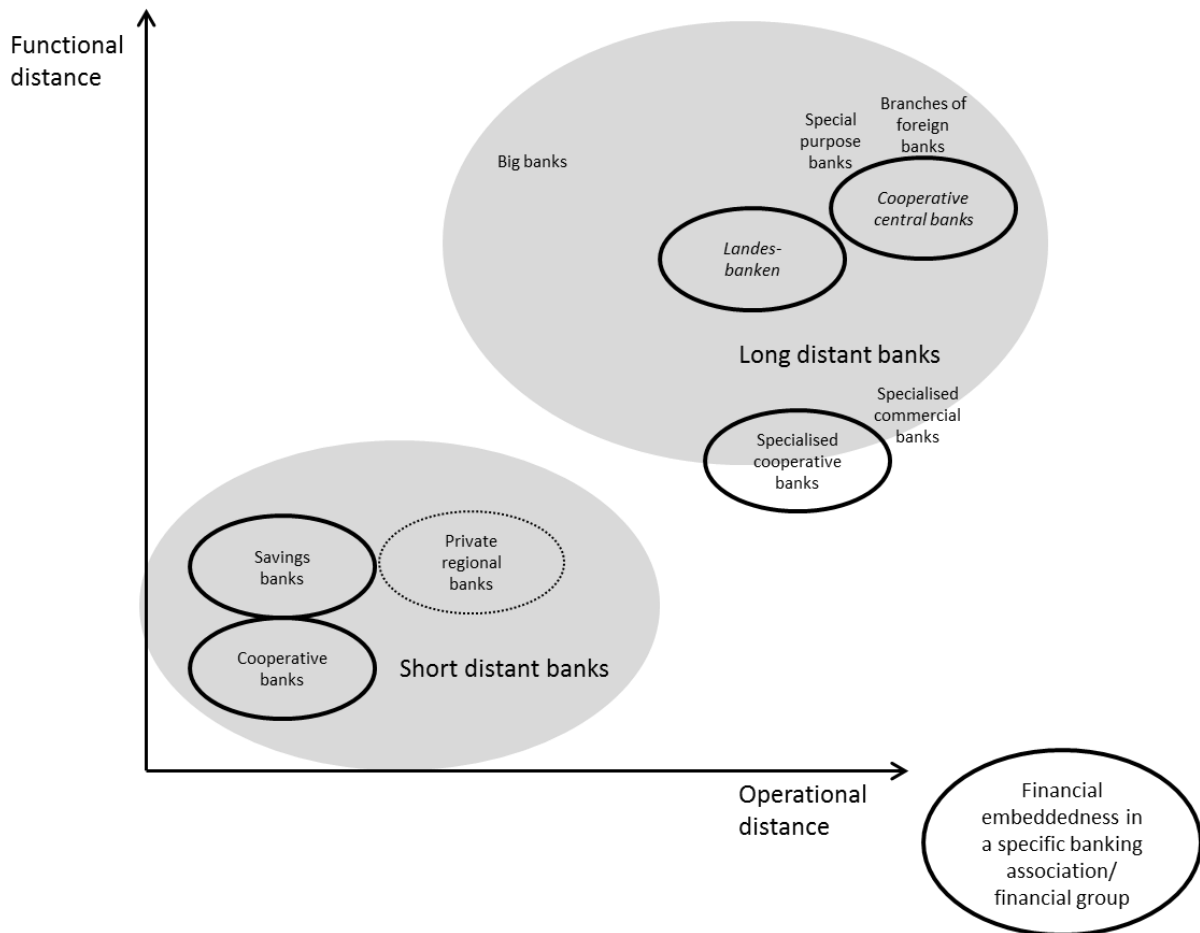 Functional
distance
Branches of
foreign
banks
Special
purpose
banks
Big banks
Cooperative
central banks
Landes-
banken
Long distant banks
Specialised
commercial
banks
Specialised
cooperative
banks
Savings
banks
Private
regional
banks
Cooperative
banks
Short distant banks
Operational
distance
Financial
embeddedness in
a specific banking
association/
financial group